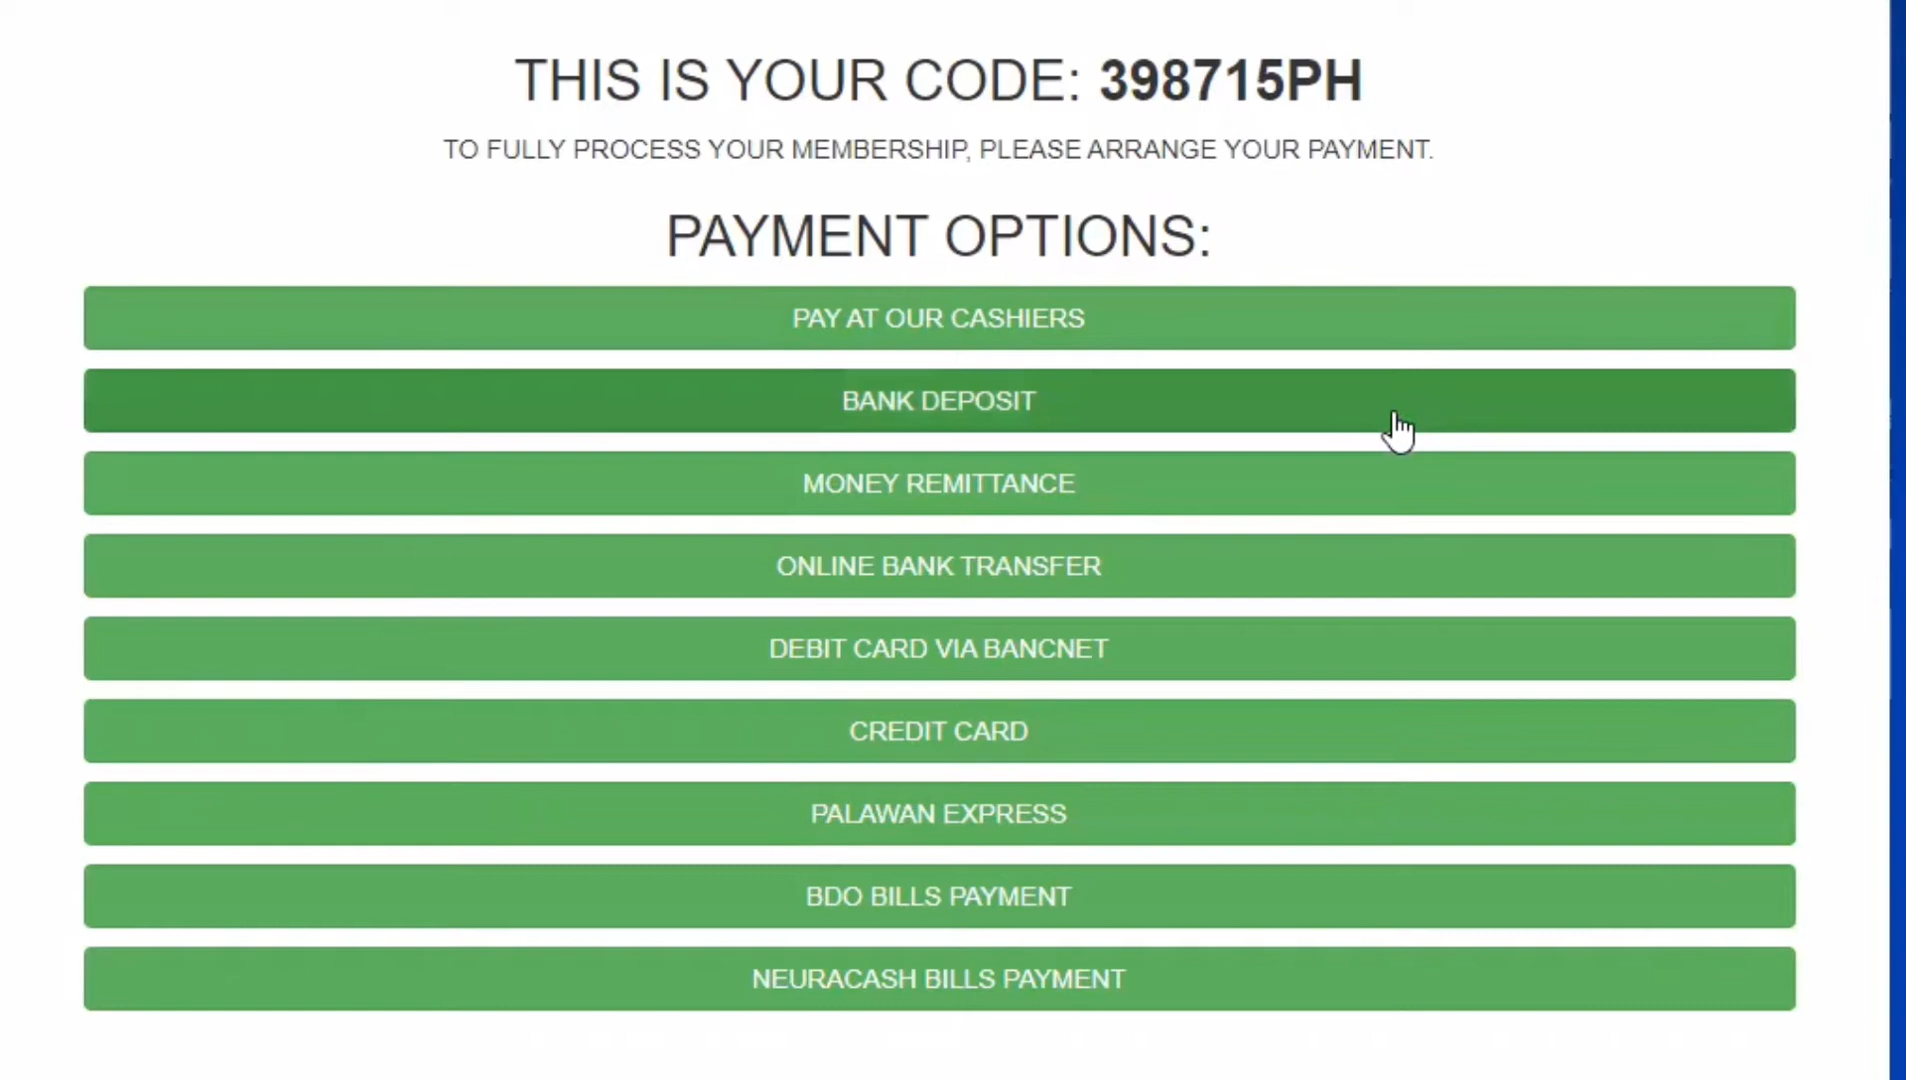 THIS IS YOUR CODE: 398715PH
TO FULLY PROCESS YOUR MEMBERSHIP, PLEASE ARRANGE YOUR PAYMENT.
PAYMENT OPTIONS:
PAY AT OUR CASHIERS
BANK DEPOSIT
MONEY REMITTANCE
ONLINE BANK TRANSFER
DEBIT CARD VIA BANCNET
CREDIT CARD
PALAWAN EXPRESS
BDO BILLS PAYMENT
NEURACASH BILLS PAYMENT